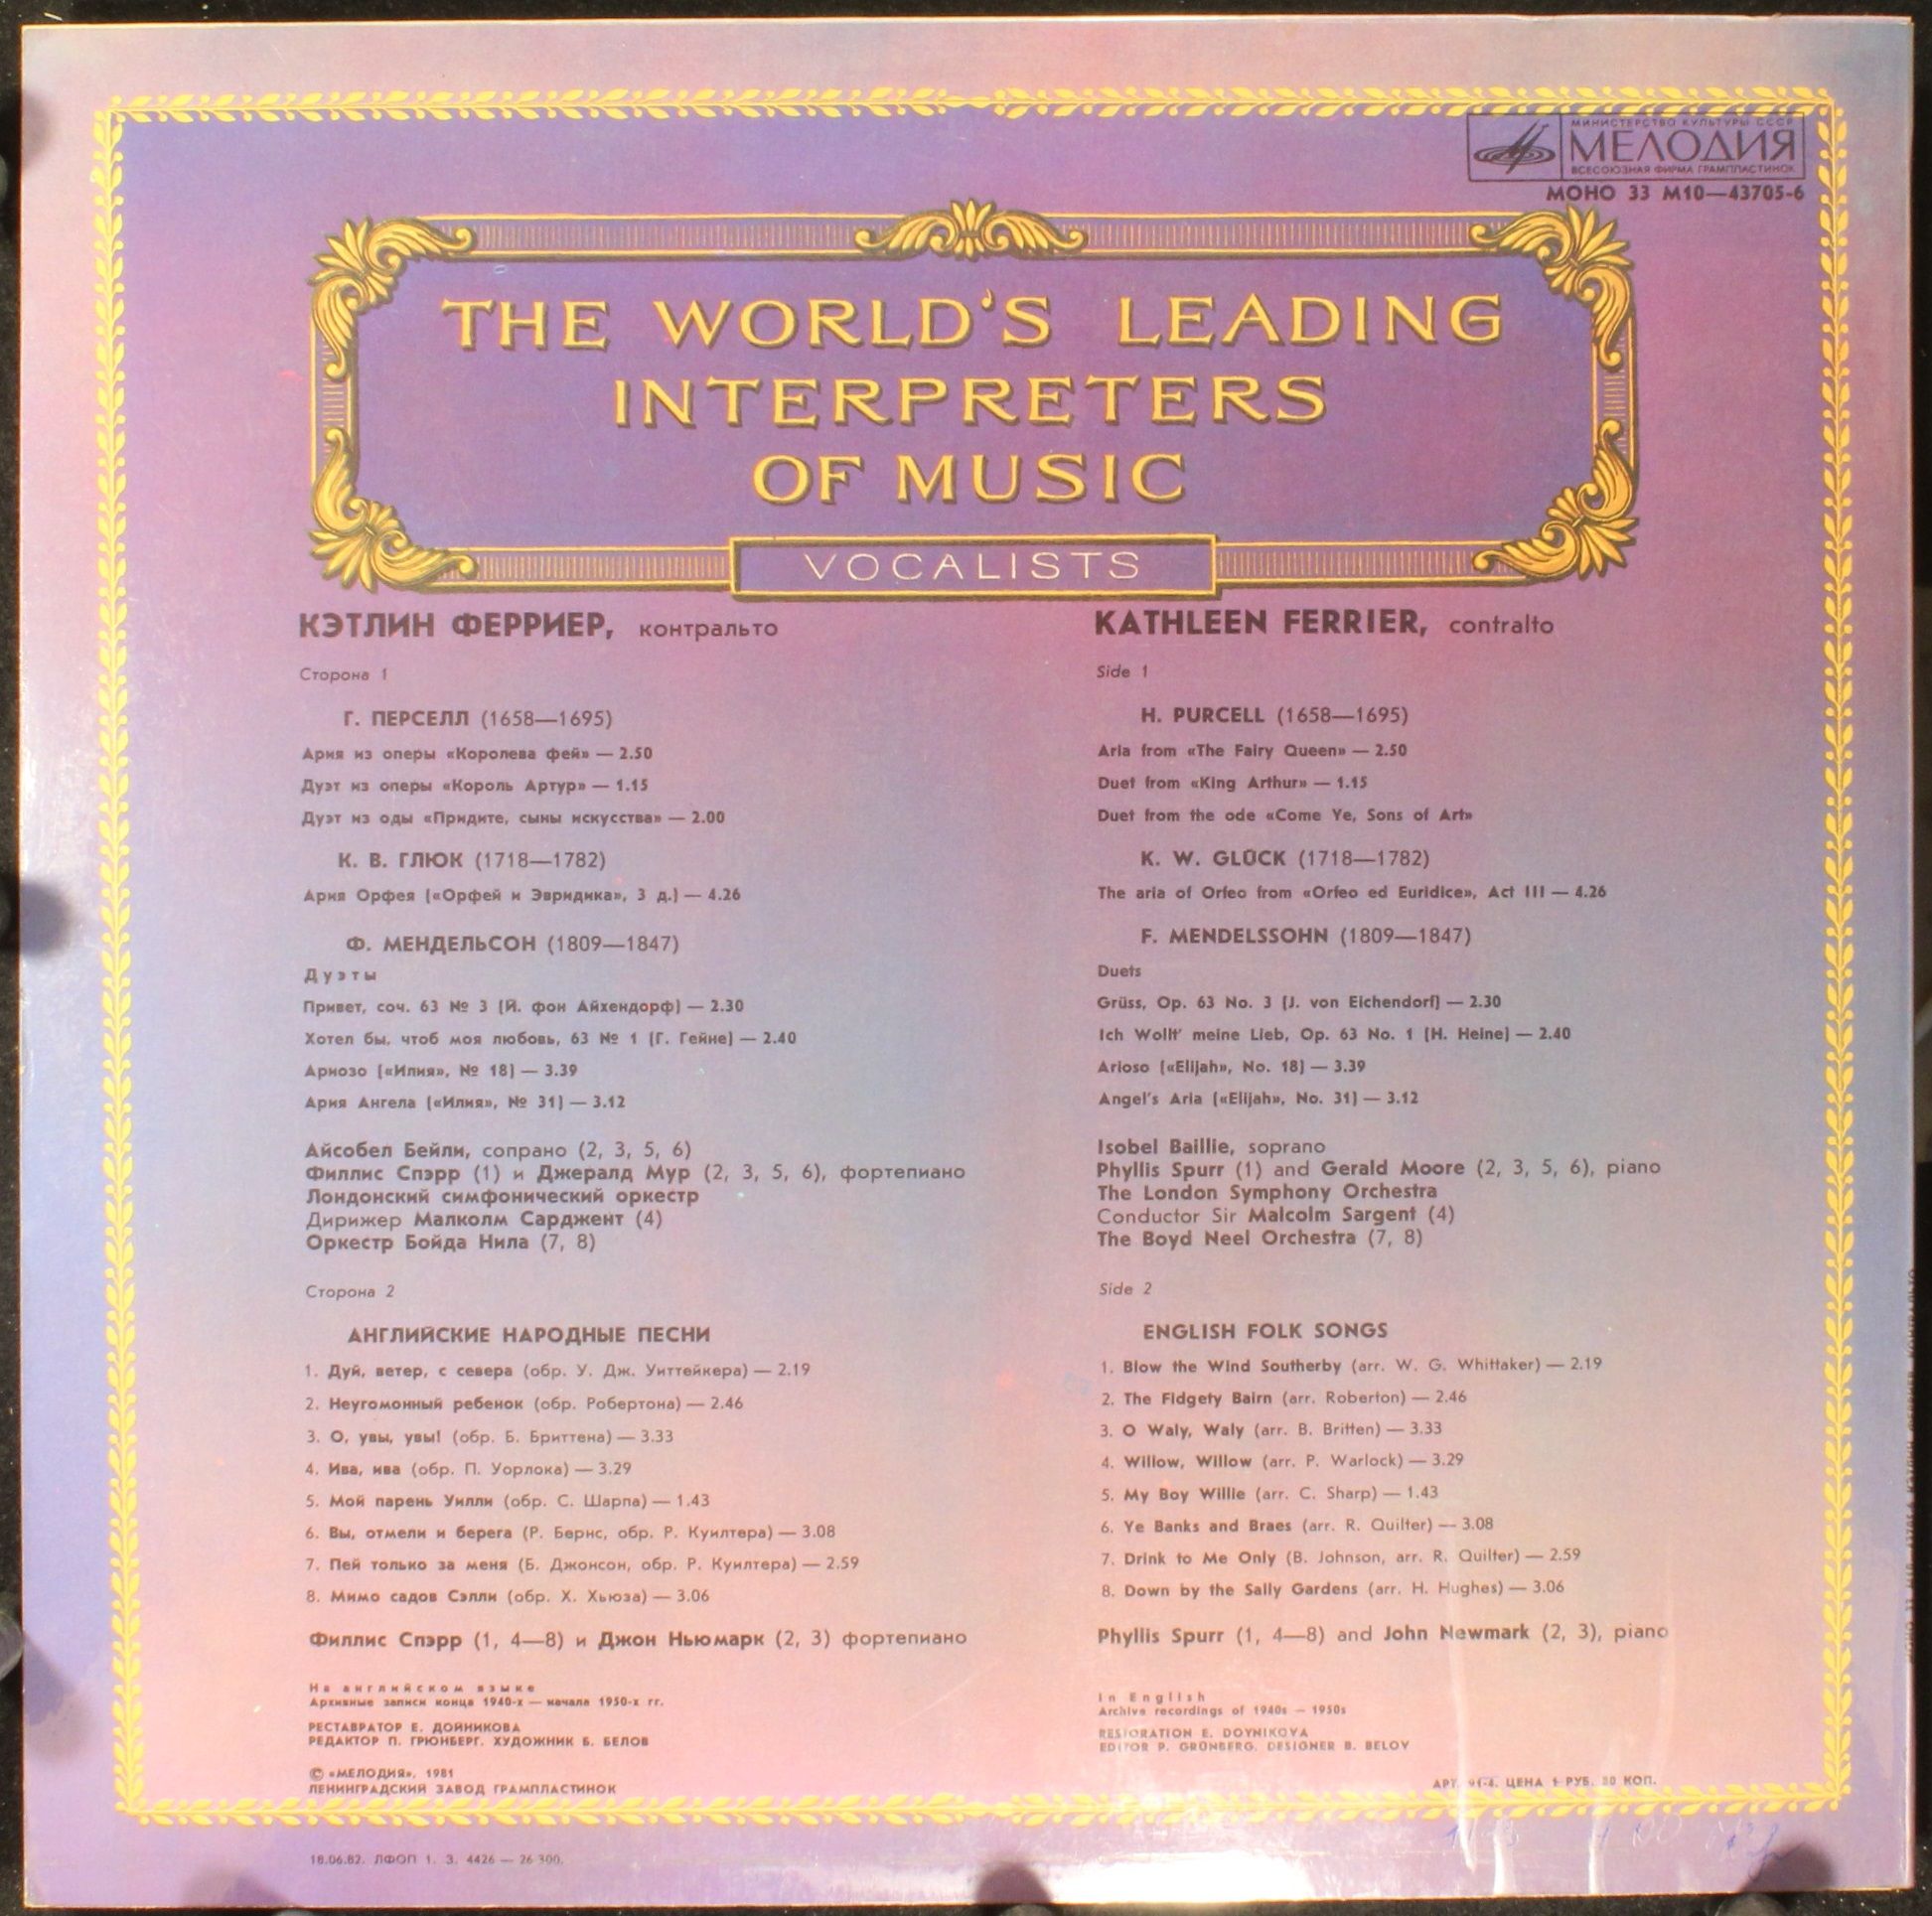 МИНИСТЕРСТВО КУЛЬТУРЫ СССР
МЕЛОДИЯ
ВСЕСОЮЗНАЯ ФИРМА ГРАМПЛАСТИНОК
МОНО 33 М10—43705-6
THE WORLD'S LEADING
INTERPRETERS
OF MUSIC
VOCALISTS
КЭТЛИН ФЕРРИЕР, контральто
Сторона 1
Г. ПЕРСЕЛЛ (1658—1695)
Ария из оперы «Королева фей» — 2.50
Дуэт из оперы «Король Артур» — 1.15
Дуэт из оды «Придите, сыны искусства» — 2.00
К. В. ГЛЮК (1718—1782)
Ария Орфея («Орфей и Эвридика», 3 д.) — 4.26
Ф. МЕНДЕЛЬСОН (1809—1847)
Дуэты
Привет, соч. 63 № 3 (Й. фон Айхендорф) — 2.30
Хотел бы, чтоб моя любовь, 63 № 1 (Г. Гейне) — 2.40
Ариозо («Илия», № 18) — 3.39
Ария Ангела («Илия», № 31) — 3.12
Айсобел Бейли, сопрано (2, 3, 5, 6)
Филлис Спэрр (1) и Джералд Мур (2, 3, 5, 6), фортепиано
Лондонский симфонический оркестр
Дирижер Малколм Сарджент (4)
Оркестр Бойда Нила (7, 8)
Сторона 2
АНГЛИЙСКИЕ НАРОДНЫЕ ПЕСНИ
1. Дуй, ветер, с севера (обр. У. Дж. Уиттейкера) — 2.19
2. Неугомонный ребенок (обр. Робертона) — 2.46
3. О, увы, увы! (обр. Б. Бриттена) — 3.33
4. Ива, ива (обр. П. Уорлока) — 3.29
5. Мой парень Уилли (обр. С. Шарпа) — 1.43
6. Вы, отмели и берега (Р. Бернс, обр. Р. Куилтера) — 3.08
7. Пей только за меня (Б. Джонсон, обр. Р. Куилтера) — 2.59
8. Мимо садов Сэлли (обр. Х. Хьюза) — 3.06
Филлис Спэрр (1, 4—8) и Джон Ньюмарк (2, 3) фортепиано
На английском языке
Архивные записи конца 1940-х — начала 1950-х гг.
РЕСТАВРАТОР Е. ДОЙНИКОВА
РЕДАКТОР П. ГРЮНБЕРГ. ХУДОЖНИК Б. БЕЛОВ
© «МЕЛОДИЯ», 1981
ЛЕНИНГРАДСКИЙ ЗАВОД ГРАМПЛАСТИНОК
KATHLEEN FERRIER, contralto
Side 1
H. PURCELL (1658—1695)
Aria from «The Fairy Queen» — 2.50
Duet from «King Arthur» — 1.15
Duet from the ode «Come Ye, Sons of Art»
K. W. GLÜCK (1718—1782)
The aria of Orfeo from «Orfeo ed Euridice», Act III — 4.26
F. MENDELSSOHN (1809—1847)
Duets
Grüss, Op. 63 No. 3 (J. von Eichendorf) — 2.30
Ich Wollt' meine Lieb, Op. 63 No. 1 (H. Heine) — 2.40
Arioso («Elijah», No. 18) — 3.39
Angel's Aria («Elijah», No. 31) — 3.12
Isobel Baillie, soprano
Phyllis Spurr (1) and Gerald Moore (2, 3, 5, 6), piano
The London Symphony Orchestra
Conductor Sir Malcolm Sargent (4)
The Boyd Neel Orchestra (7, 8)
Side 2
ENGLISH FOLK SONGS
1. Blow the Wind Southerby (arr. W. G. Whittaker) — 2.19
2. The Fidgety Bairn (arr. Roberton) — 2.46
3. O Waly, Waly (arr. B. Britten) — 3.33
4. Willow, Willow (arr. P. Warlock) — 3.29
5. My Boy Willie (arr. C. Sharp) — 1.43
6. Ye Banks and Braes (arr. R. Quilter) — 3.08
7. Drink to Me Only (B. Johnson, arr. R. Quilter) — 2.59
8. Down by the Sally Gardens (arr. H. Hughes) — 3.06
Phyllis Spurr (1, 4—8) and John Newmark (2, 3), piano
In English
Archive recordings of 1940s — 1950s
RESTORATION E. DOYNIKOVA
EDITOR P. GRÜNBERG. DESIGNER B. BELOV
АРТ. 91-4. ЦЕНА 1 РУБ. 80 КОП.
18.06.82. ЛФОП 1. З. 4426 — 26 300.